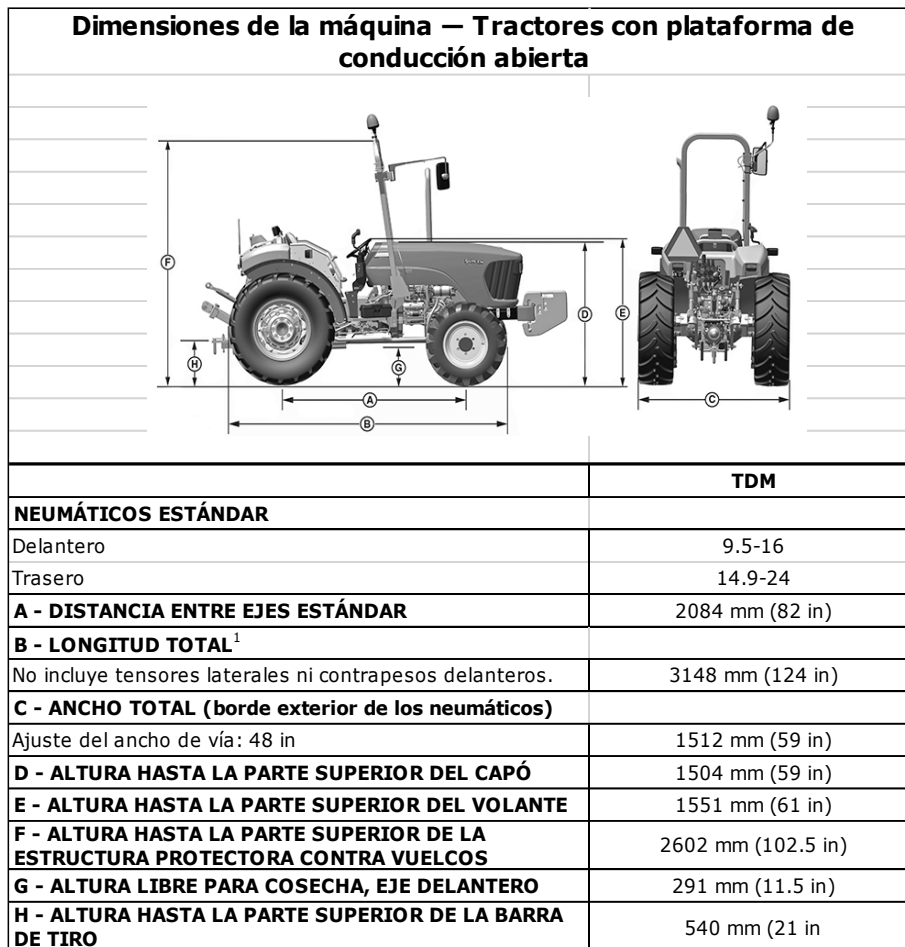 Dimensiones de la máquina — Tractores con plataforma de
conducción abierta
F
H
G
A
B
D
E
C
TDM
NEUMÁTICOS ESTÁNDAR
Delantero 9.5-16
Trasero 14.9-24
A - DISTANCIA ENTRE EJES ESTÁNDAR 2084 mm (82 in)
B - LONGITUD TOTAL1
No incluye tensores laterales ni contrapesos delanteros. 3148 mm (124 in)
C - ANCHO TOTAL (borde exterior de los neumáticos)
Ajuste del ancho de vía: 48 in 1512 mm (59 in)
D - ALTURA HASTA LA PARTE SUPERIOR DEL CAPÓ 1504 mm (59 in)
E - ALTURA HASTA LA PARTE SUPERIOR DEL VOLANTE 1551 mm (61 in)
F - ALTURA HASTA LA PARTE SUPERIOR DE LA
ESTRUCTURA PROTECTORA CONTRA VUELCOS 2602 mm (102.5 in)
G - ALTURA LIBRE PARA COSECHA, EJE DELANTERO 291 mm (11.5 in)
H - ALTURA HASTA LA PARTE SUPERIOR DE LA BARRA
DE TIRO 540 mm (21 in